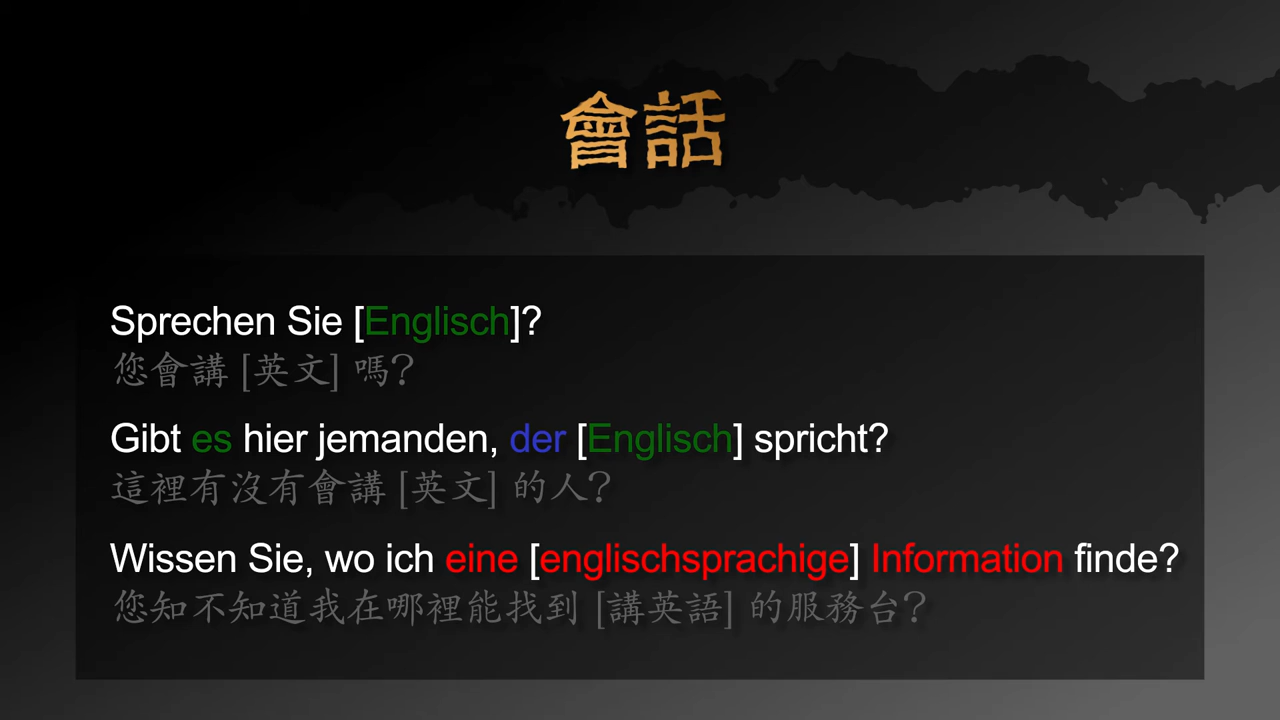 會話
Sprechen Sie [Englisch]?
您會講 [英文] 嗎?
Gibt es hier jemanden, der [Englisch] spricht?
這裡有沒有會講 [英文] 的人?
Wissen Sie, wo ich eine [englischsprachige] Information finde?
您知不知道我在哪裡能找到 [講英語] 的服務台?